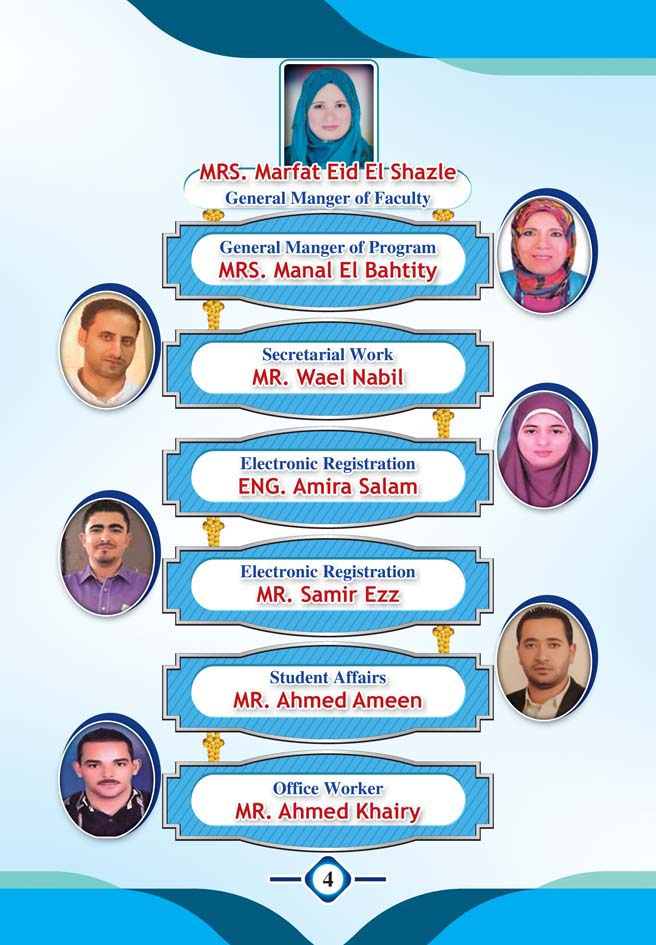 MRS. Marfat Eid El Shazle
General Manger of Faculty
General Manger of Program
MRS. Manal El Bahtity
Secretarial Work
MR. Wael Nabil
Electronic Registration
ENG. Amira Salam
Electronic Registration
MR. Samir Ezz
Student Affairs
MR. Ahmed Ameen
Office Worker
MR. Ahmed Khairy
4